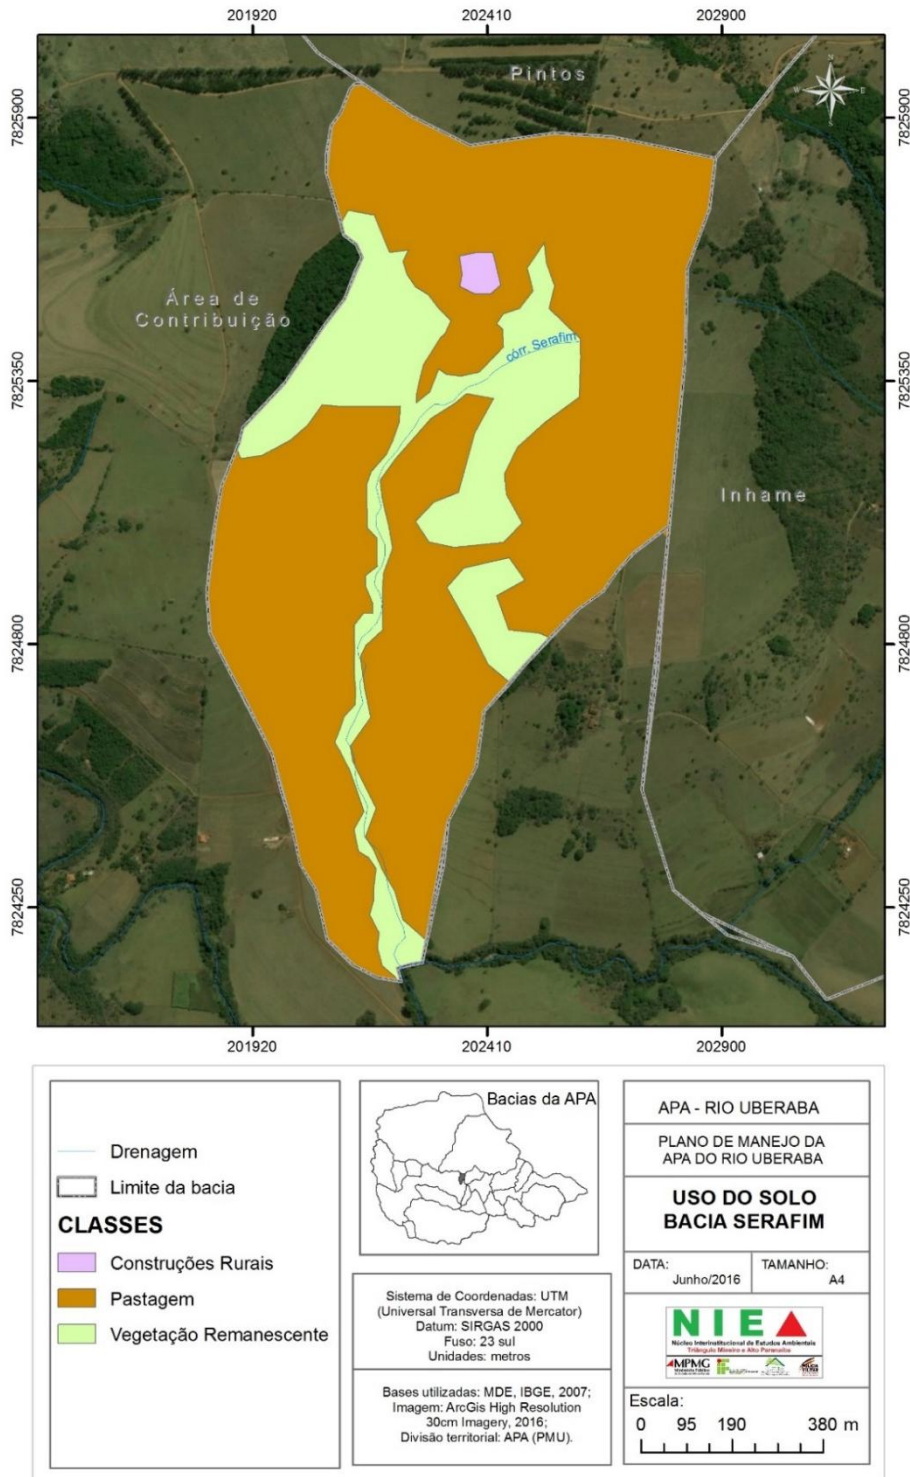 201920 202410 202900
Pintos
N
W E
S
7825900 7825900
Área de
Contribuição
córr. Serafim
7825350 7825350
Inhame
7824800 7824800
7824250 7824250
201920 202410 202900
Drenagem
Limite da bacia
CLASSES
Construções Rurais
Pastagem
Vegetação Remanescente
Bacias da APA
Sistema de Coordenadas: UTM
(Universal Transversa de Mercator)
Datum: SIRGAS 2000
Fuso: 23 sul
Unidades: metros
Bases utilizadas: MDE, IBGE, 2007;
Imagem: ArcGis High Resolution
30cm Imagery, 2016;
Divisão territorial: APA (PMU).
APA - RIO UBERABA
PLANO DE MANEJO DA
APA DO RIO UBERABA
USO DO SOLO
BACIA SERAFIM
DATA:
Junho/2016
TAMANHO:
A4
NIEA
Núcleo Interinstitucional de Estudos Ambientais
Triângulo Mineiro e Alto Paranaíba
MPMG
Escala:
0 95 190 380 m